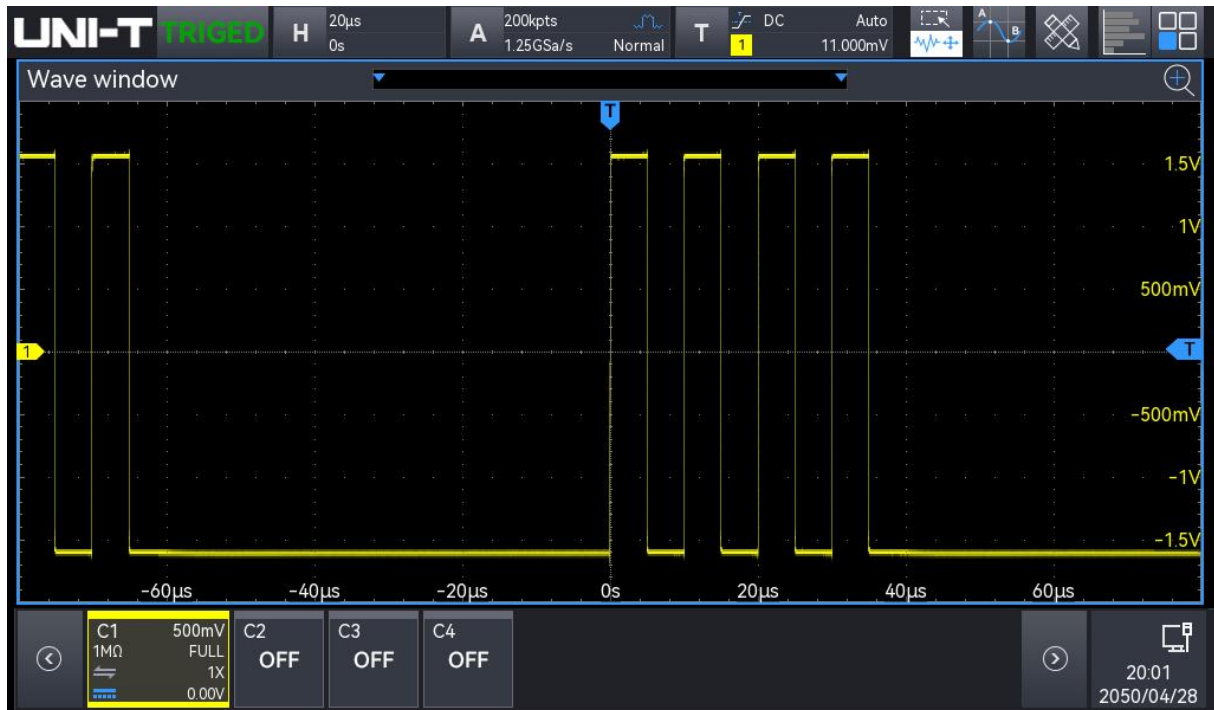 UNI-T TRIGED H 20μs 0s A 200kpts 1.25GSa/s Normal T DC 1 Auto 11.000mV A B
Wave window
T
1.5V
1V
500mV
1 T
-500mV
-1V
-1.5V
-60μs -40μs -20μs 0s 20μs 40μs 60μs
C1 500mV C2 C3 C4
1MΩ FULL OFF OFF OFF
1X
0.00V
20:01
2050/04/28